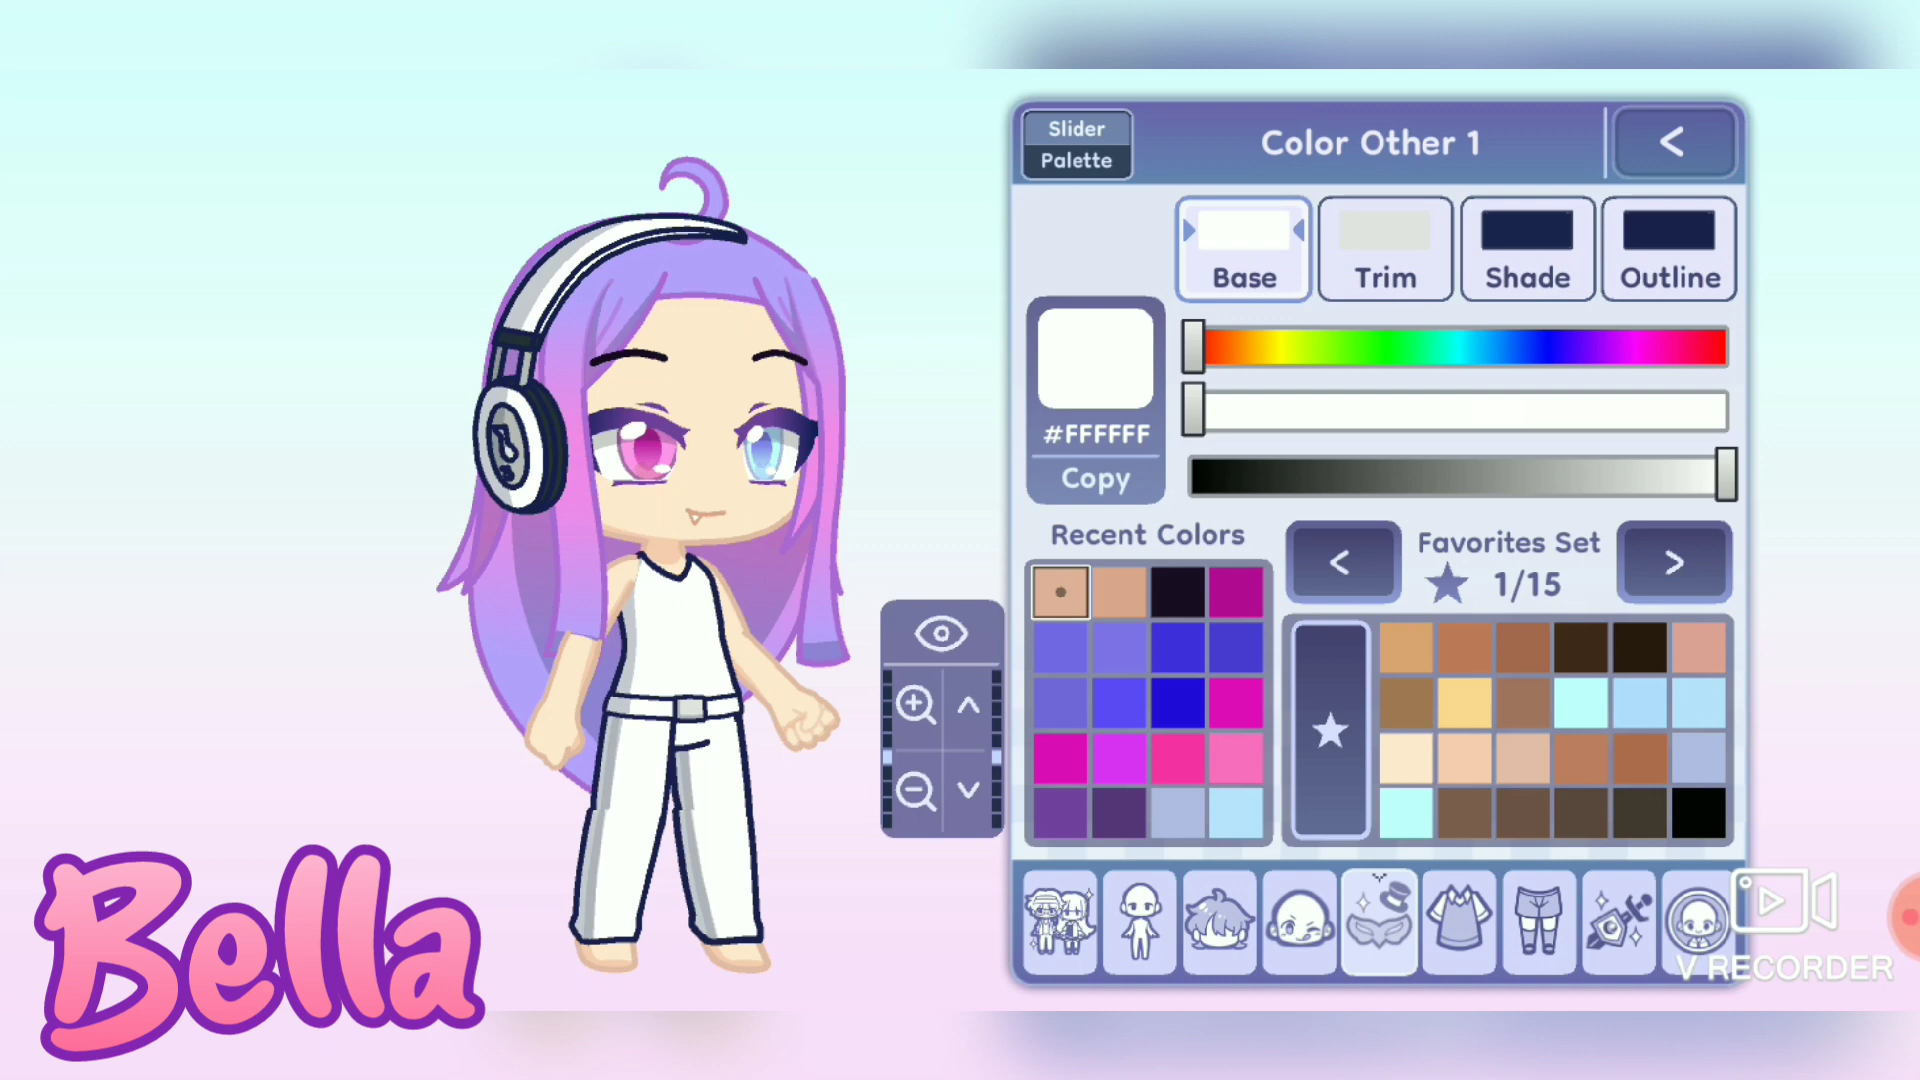 Slider
Palette
Color Other 1
<
Base
Trim
Shade
Outline
#FFFFFF
Copy
Recent Colors
<
Favorites Set
1/15
>
Bella
V RECORDER